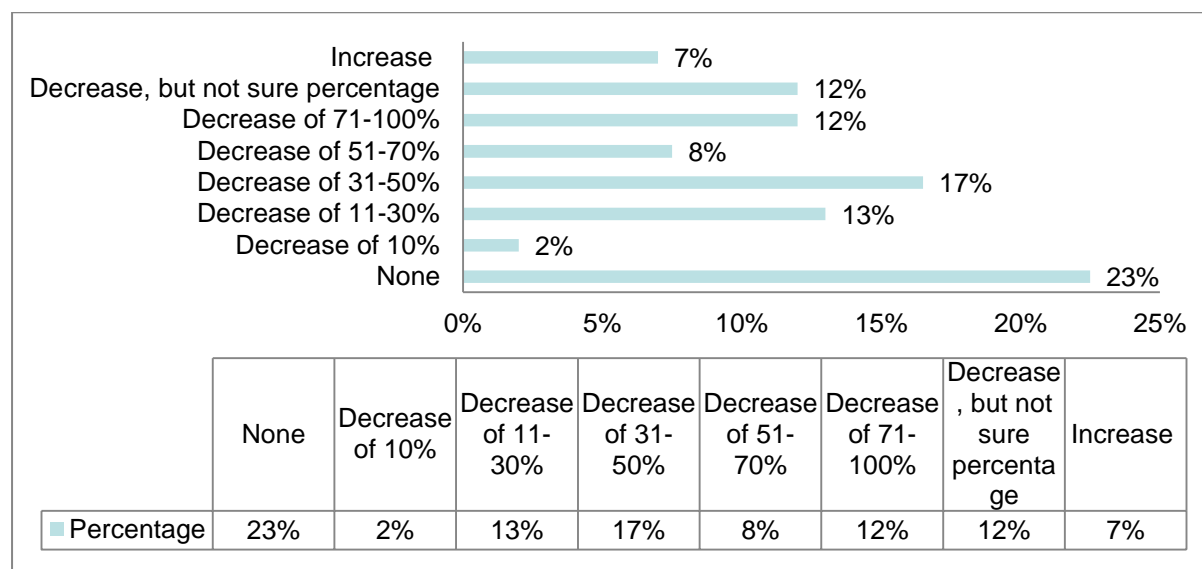 Increase 7%
Decrease, but not sure percentage 12%
Decrease of 71-100% 12%
Decrease of 51-70% 8%
Decrease of 31-50% 17%
Decrease of 11-30% 13%
Decrease of 10% 2%
None 23%
0% 5% 10% 15% 20% 25%
None
Decrease
of 10%
Decrease
of 11-
30%
Decrease
of 31-
50%
Decrease
of 51-
70%
Decrease
of 71-
100%
Decrease
, but not
sure
percenta
ge
Increase
Percentage 23% 2% 13% 17% 8% 12% 12% 7%